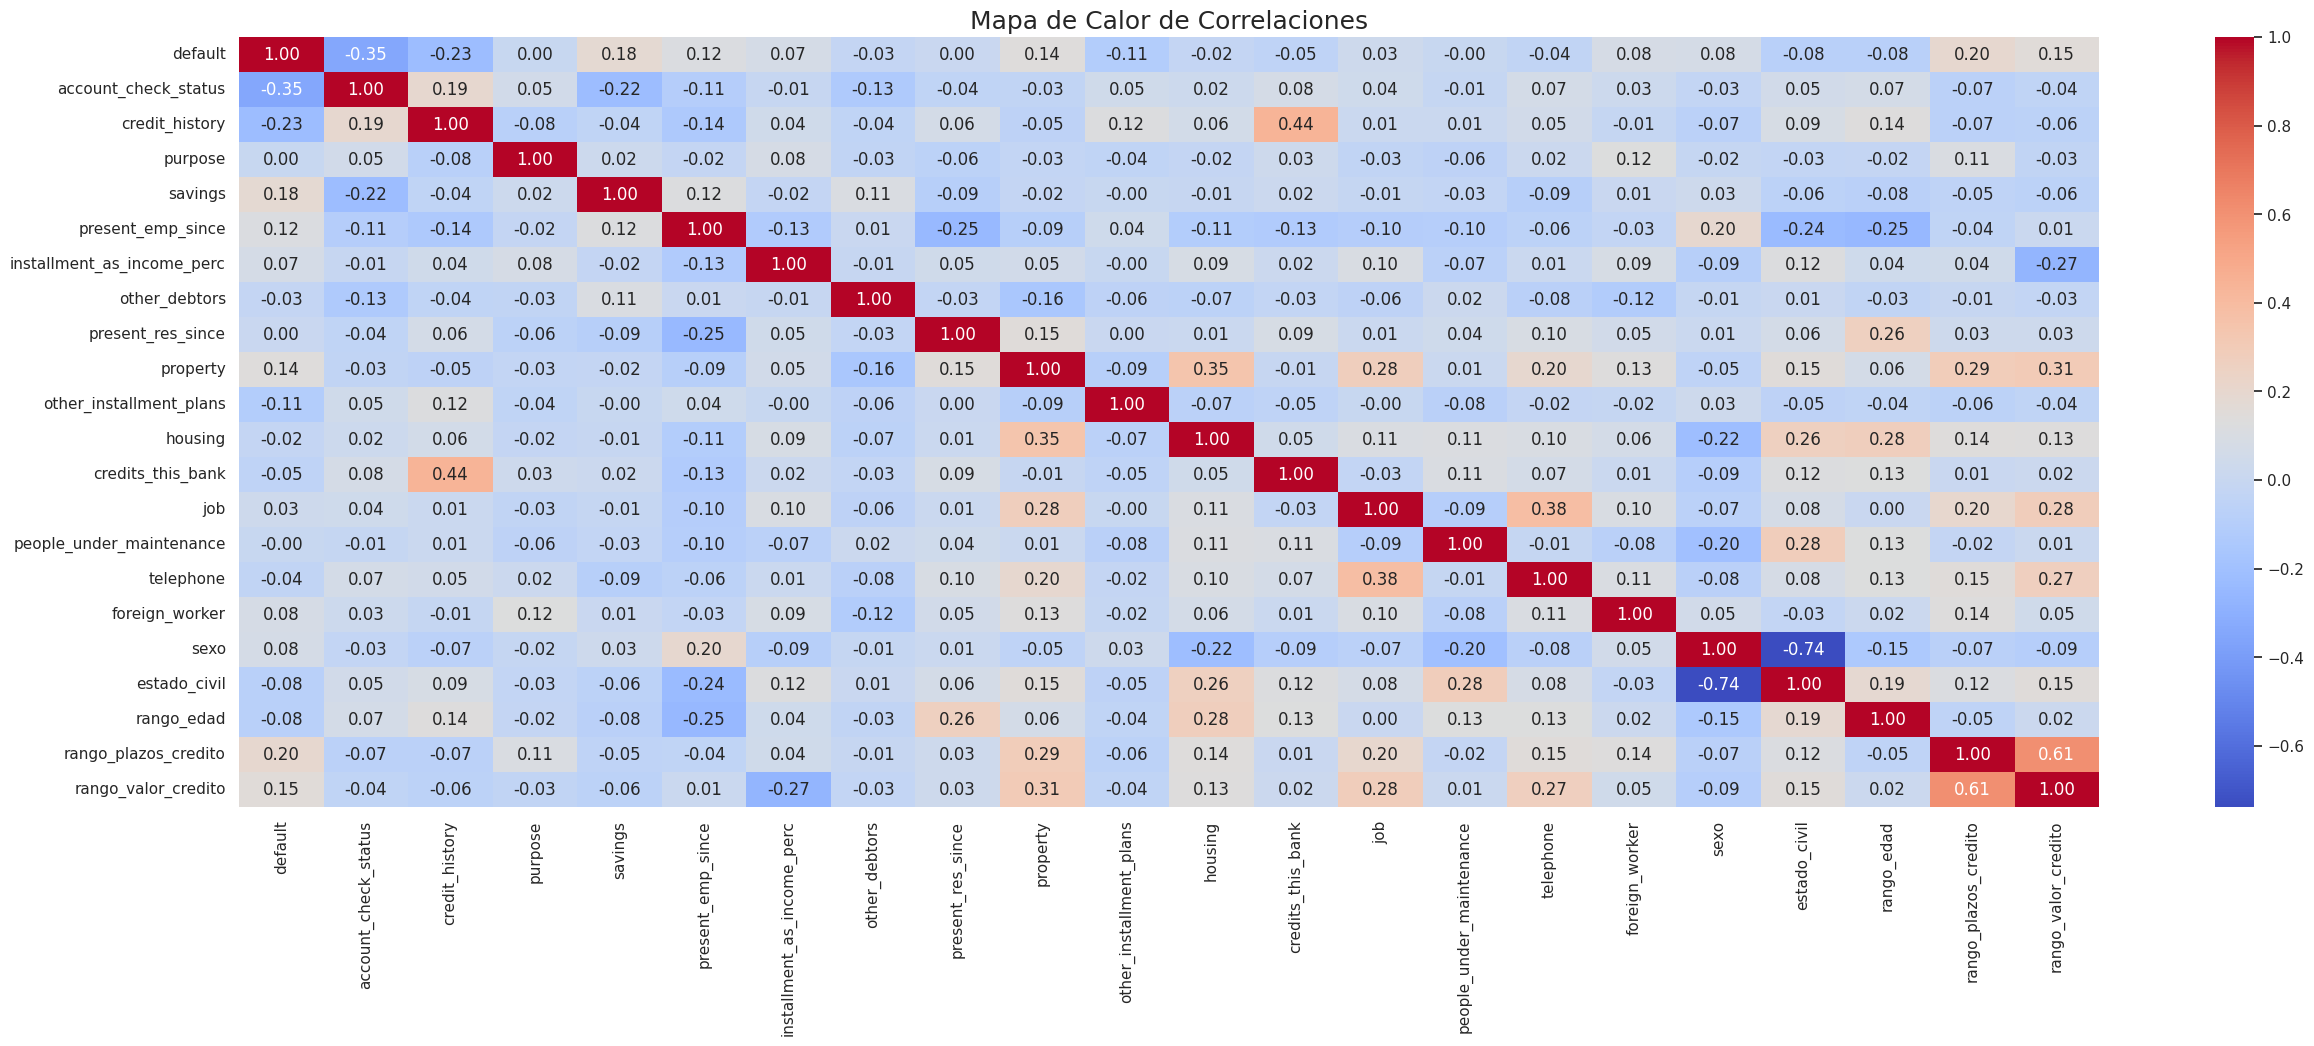 Mapa de Calor de Correlaciones
default 1.00 -0.35 -0.23 0.00 0.18 0.12 0.07 -0.03 0.00 0.14 -0.11 -0.02 -0.05 0.03 -0.00 -0.04 0.08 0.08 -0.08 -0.08 0.20 0.15
account_check_status -0.35 1.00 0.19 0.05 -0.22 -0.11 -0.01 -0.13 -0.04 -0.03 0.05 0.02 0.08 0.04 -0.01 0.07 0.03 -0.03 0.05 0.07 -0.07 -0.04
credit_history -0.23 0.19 1.00 -0.08 -0.04 -0.14 0.04 -0.04 0.06 -0.05 0.12 0.06 0.44 0.01 0.01 0.05 -0.01 -0.07 0.09 0.14 -0.07 -0.06
purpose 0.00 0.05 -0.08 1.00 0.02 -0.02 0.08 -0.03 -0.06 -0.03 -0.04 -0.02 0.03 -0.03 -0.06 0.02 0.12 -0.02 -0.03 -0.02 0.11 -0.03
savings 0.18 -0.22 -0.04 0.02 1.00 0.12 -0.02 0.11 -0.09 -0.02 -0.00 -0.01 0.02 -0.01 -0.03 -0.09 0.01 0.03 -0.06 -0.08 -0.05 -0.06
present_emp_since 0.12 -0.11 -0.14 -0.02 0.12 1.00 -0.13 0.01 -0.25 -0.09 0.04 -0.11 -0.13 -0.10 -0.10 -0.06 -0.03 0.20 -0.24 -0.25 -0.04 0.01
installment_as_income_perc 0.07 -0.01 0.04 0.08 -0.02 -0.13 1.00 -0.01 0.05 0.05 -0.00 0.09 0.02 0.10 -0.07 0.01 0.09 -0.09 0.12 0.04 0.04 -0.27
other_debtors -0.03 -0.13 -0.04 -0.03 0.11 0.01 -0.01 1.00 -0.03 -0.16 -0.06 -0.07 -0.03 -0.06 0.02 -0.08 -0.12 -0.01 0.01 -0.03 -0.01 -0.03
present_res_since 0.00 -0.04 0.06 -0.06 -0.09 -0.25 0.05 -0.03 1.00 0.15 0.00 0.01 0.09 0.01 0.04 0.10 0.05 0.01 0.06 0.26 0.03 0.03
property 0.14 -0.03 -0.05 -0.03 -0.02 -0.09 0.05 -0.16 0.15 1.00 -0.09 0.35 -0.01 0.28 0.01 0.20 0.13 -0.05 0.15 0.06 0.29 0.31
other_installment_plans -0.11 0.05 0.12 -0.04 -0.00 0.04 -0.00 -0.06 0.00 -0.09 1.00 -0.07 -0.05 -0.00 -0.08 -0.02 -0.02 0.03 -0.05 -0.04 -0.06 -0.04
housing -0.02 0.02 0.06 -0.02 -0.01 -0.11 0.09 -0.07 0.01 0.35 -0.07 1.00 0.05 0.11 0.11 0.10 0.06 -0.22 0.26 0.28 0.14 0.13
credits_this_bank -0.05 0.08 0.44 0.03 0.02 -0.13 0.02 -0.03 0.09 -0.01 -0.05 0.05 1.00 -0.03 0.11 0.07 0.01 -0.09 0.12 0.13 0.01 0.02
job 0.03 0.04 0.01 -0.03 -0.01 -0.10 0.10 -0.06 0.01 0.28 -0.00 0.11 -0.03 1.00 -0.09 0.38 0.10 -0.07 0.08 0.00 0.20 0.28
people_under_maintenance -0.00 -0.01 0.01 -0.06 -0.03 -0.10 -0.07 0.02 0.04 0.01 -0.08 0.11 0.11 -0.09 1.00 -0.01 -0.08 -0.20 0.28 0.13 -0.02 0.01
telephone -0.04 0.07 0.05 0.02 -0.09 -0.06 0.01 -0.08 0.10 0.20 -0.02 0.10 0.07 0.38 -0.01 1.00 0.11 -0.08 0.08 0.13 0.15 0.27
foreign_worker 0.08 0.03 -0.01 0.12 0.01 -0.03 0.09 -0.12 0.05 0.13 -0.02 0.06 0.01 0.10 -0.08 0.11 1.00 0.05 -0.03 0.02 0.14 0.05
sexo 0.08 -0.03 -0.07 -0.02 0.03 0.20 -0.09 -0.01 0.01 -0.05 0.03 -0.22 -0.09 -0.07 -0.20 -0.08 0.05 1.00 -0.74 -0.15 -0.07 -0.09
estado_civil -0.08 0.05 0.09 -0.03 -0.06 -0.24 0.12 0.01 0.06 0.15 -0.05 0.26 0.12 0.08 0.28 0.08 -0.03 -0.74 1.00 0.19 0.12 0.15
rango_edad -0.08 0.07 0.14 -0.02 -0.08 -0.25 0.04 -0.03 0.26 0.06 -0.04 0.28 0.13 0.00 0.13 0.13 0.02 -0.15 0.19 1.00 -0.05 0.02
rango_plazos_credito 0.20 -0.07 -0.07 0.11 -0.05 -0.04 0.04 -0.01 0.03 0.29 -0.06 0.14 0.01 0.20 -0.02 0.15 0.14 -0.07 0.12 -0.05 1.00 0.61
rango_valor_credito 0.15 -0.04 -0.06 -0.03 -0.06 0.01 -0.27 -0.03 0.03 0.31 -0.04 0.13 0.02 0.28 0.01 0.27 0.05 -0.09 0.15 0.02 0.61 1.00
default
account_check_status
credit_history
purpose
savings
present_emp_since
installment_as_income_perc
other_debtors
present_res_since
property
other_installment_plans
housing
credits_this_bank
job
people_under_maintenance
telephone
foreign_worker
sexo
estado_civil
rango_edad
rango_plazos_credito
rango_valor_credito
1.0
0.8
0.6
0.4
0.2
0.0
−0.2
−0.4
−0.6